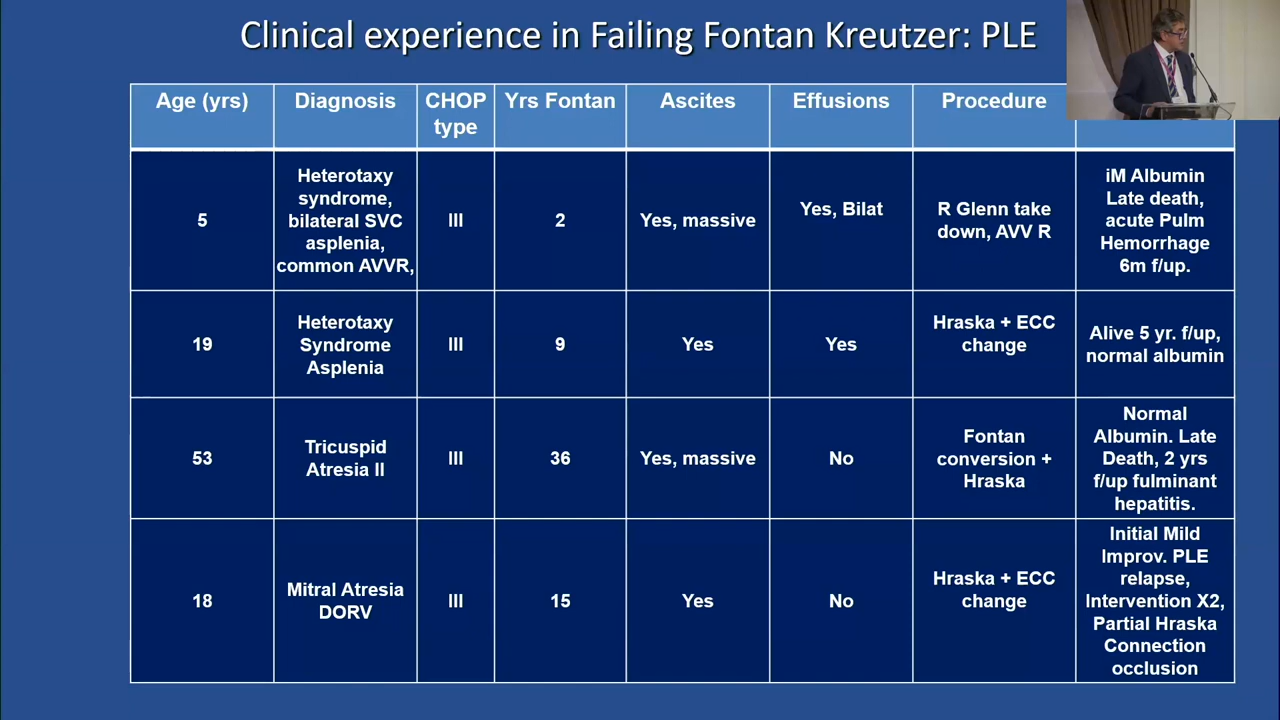 Clinical experience in Failing Fontan Kreutzer: PLE
Age (yrs)
Diagnosis
CHOP
type
Yrs Fontan
Ascites
Effusions
Procedure
5
Heterotaxy
syndrome,
bilateral SVC
asplenia,
common AVVR,
III
2
Yes, massive
Yes, Bilat
R Glenn take
down, AVV R
iM Albumin
Late death,
acute Pulm
Hemorrhage
6m f/up.
19
Heterotaxy
Syndrome
Asplenia
III
9
Yes
Yes
Hraska + ECC
change
Alive 5 yr. f/up,
normal albumin
53
Tricuspid
Atresia II
III
36
Yes, massive
No
Fontan
conversion +
Hraska
Normal
Albumin. Late
Death, 2 yrs
f/up fulminant
hepatitis.
18
Mitral Atresia
DORV
III
15
Yes
No
Hraska + ECC
change
Initial Mild
Improv. PLE
relapse,
Intervention X2,
Partial Hraska
Connection
occlusion